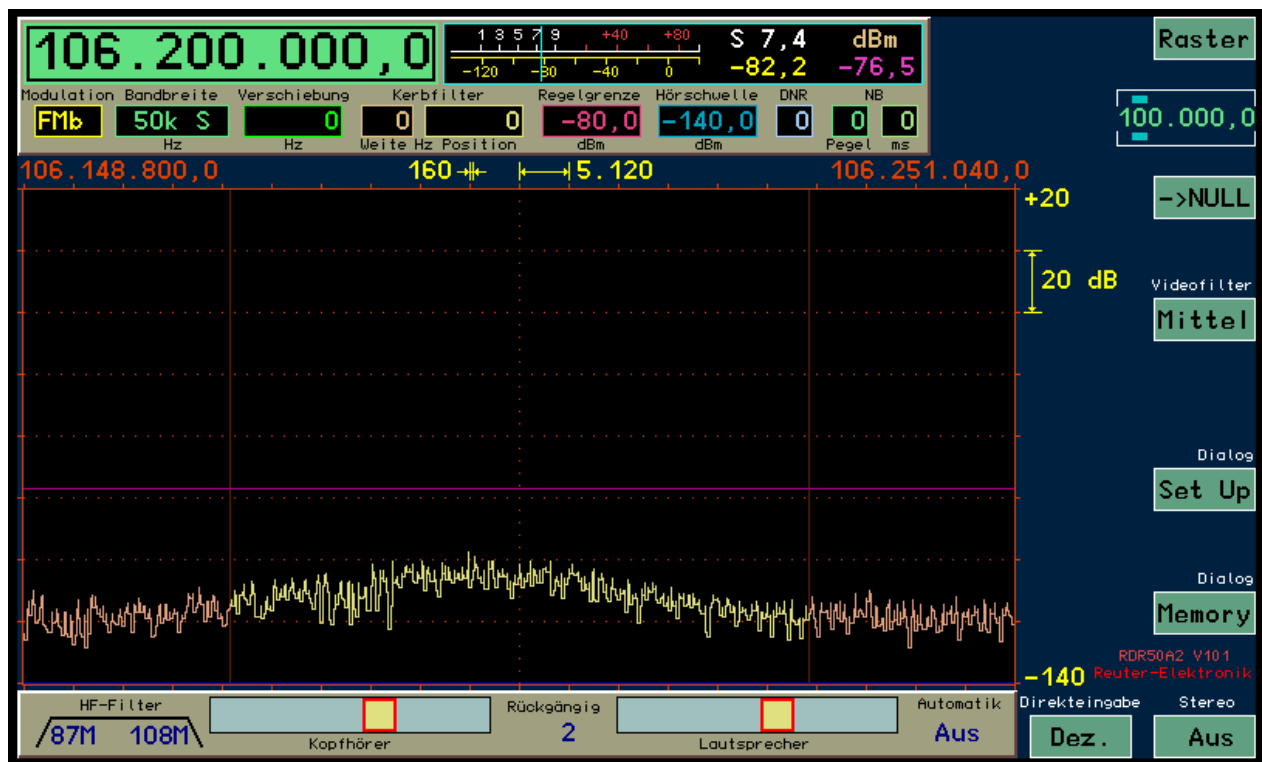 106.200.000,0
1 3 5 7 9 +40 +80
-120 -80 -40 0
S 7,4 dBm
-82,2 -76,5
Raster
Modulation Bandbreite Verschiebung Kerbfilter Regelgrenze Hörschwelle DNR NB
FMb 50k S 0 0 0 -80,0 -140,0 0 0 0
Hz Hz Weite Hz Position dBm dBm Pegel ms
100.000,0
106.148.800,0 160 5.120 106.251.040,0
+20
->NULL
20 dB
Videofilter
Mittel
Dialog
Set Up
Dialog
Memory
RDR50A2 V101
-140 Reuter-Elektronik
HF-Filter
87M 108M
Kopfhörer
Rückgängig
2
Lautsprecher
Automatik
Aus
Direkteingabe
Dez.
Stereo
Aus